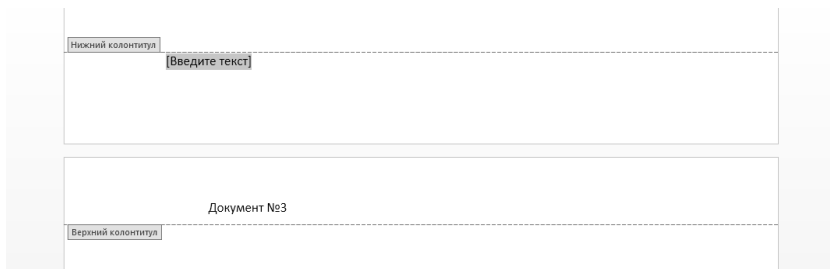 Нижний колонтитул
[Введите текст]
Документ №3
Верхний колонтитул